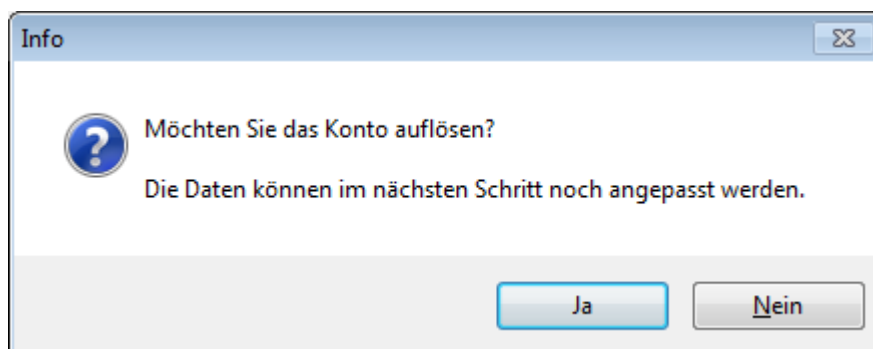 Info
Möchten Sie das Konto auflösen?
Die Daten können im nächsten Schritt noch angepasst werden.
Ja
Nein